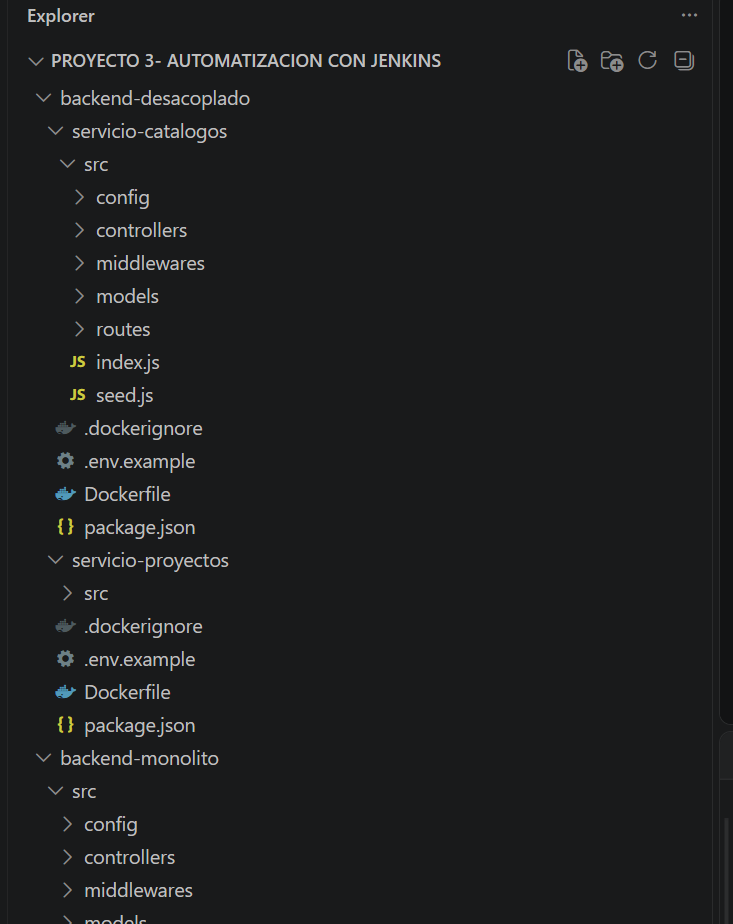 Explorer
PROYECTO 3- AUTOMATIZACION CON JENKINS
backend-desacoplado
servicio-catalogos
src
config
controllers
middlewares
models
routes
JS index.js
JS seed.js
.dockerignore
.env.example
Dockerfile
{} package.json
servicio-proyectos
src
.dockerignore
.env.example
Dockerfile
{} package.json
backend-monolito
src
config
controllers
middlewares
models